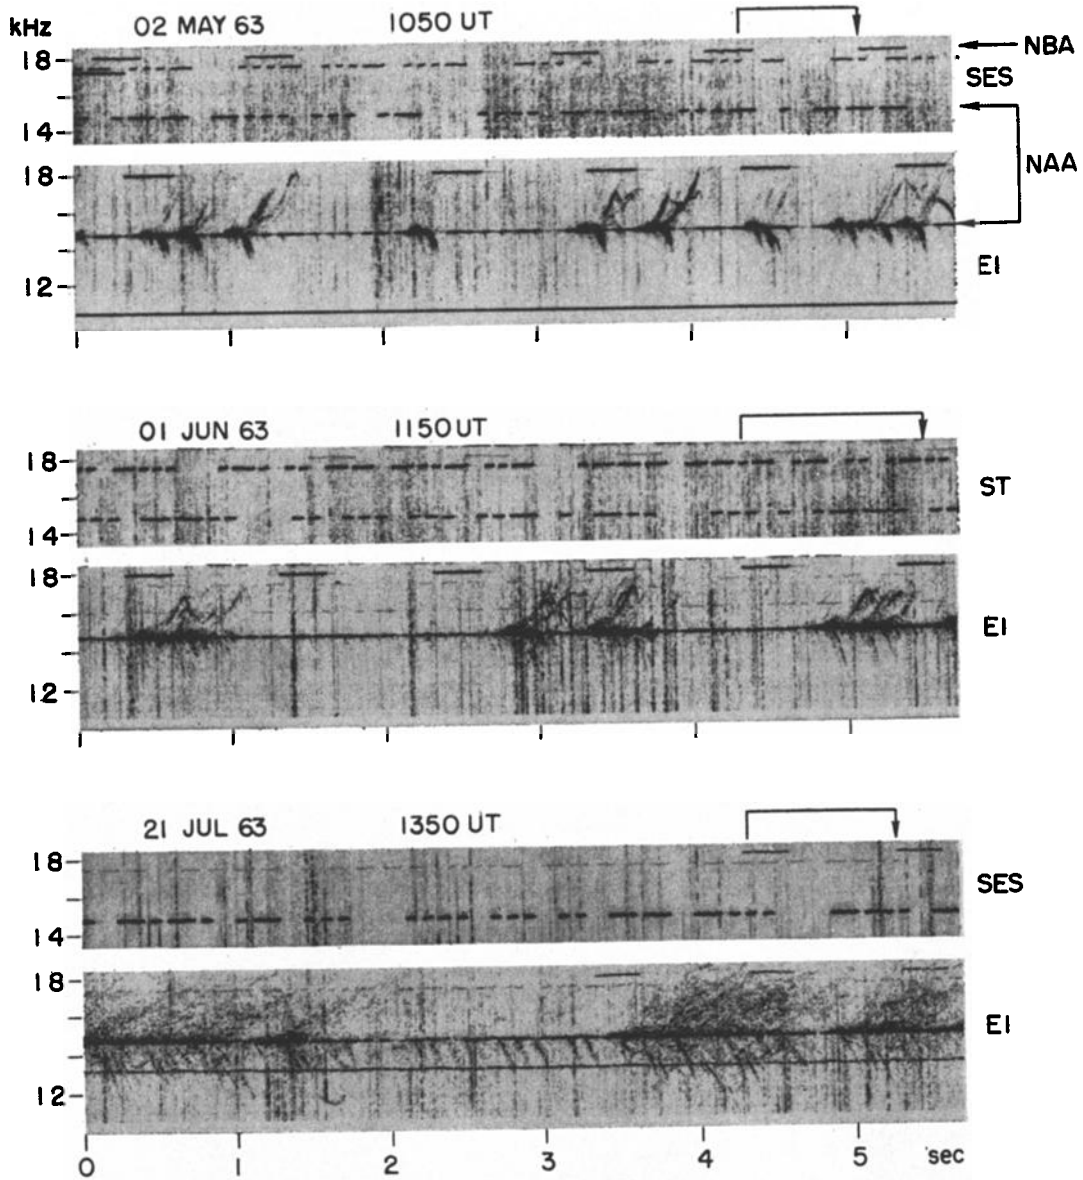 kHz
02 MAY 63 1050 UT
18
14
NBA
SES
NAA
18
12
EI
01 JUN 63 1150 UT
18
14
ST
18
12
EI
21 JUL 63 1350 UT
18
14
SES
18
12
EI
0 1 2 3 4 5 sec